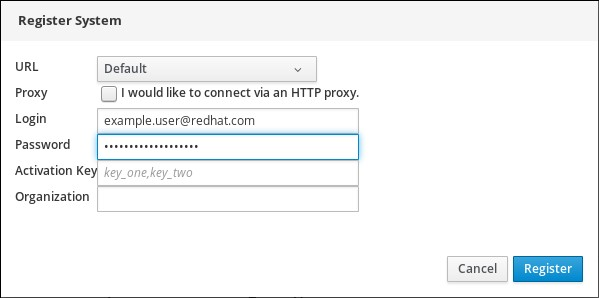 Register System
URL Default
Proxy I would like to connect via an HTTP proxy.
Login example.user@redhat.com
Password •••••••••••••••••••
Activation Key key_one,key_two
Organization
Cancel Register